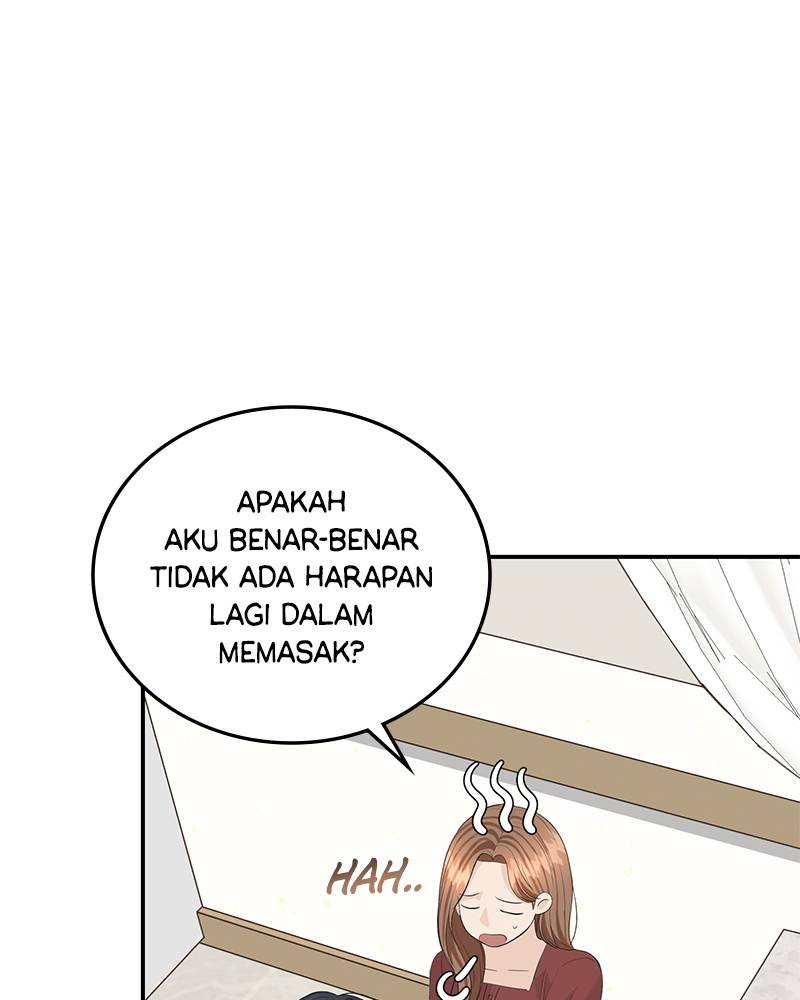 APAKAH
AKU BENAR-BENAR
TIDAK ADA HARAPAN
LAGI DALAM
MEMASAK?
HAH..